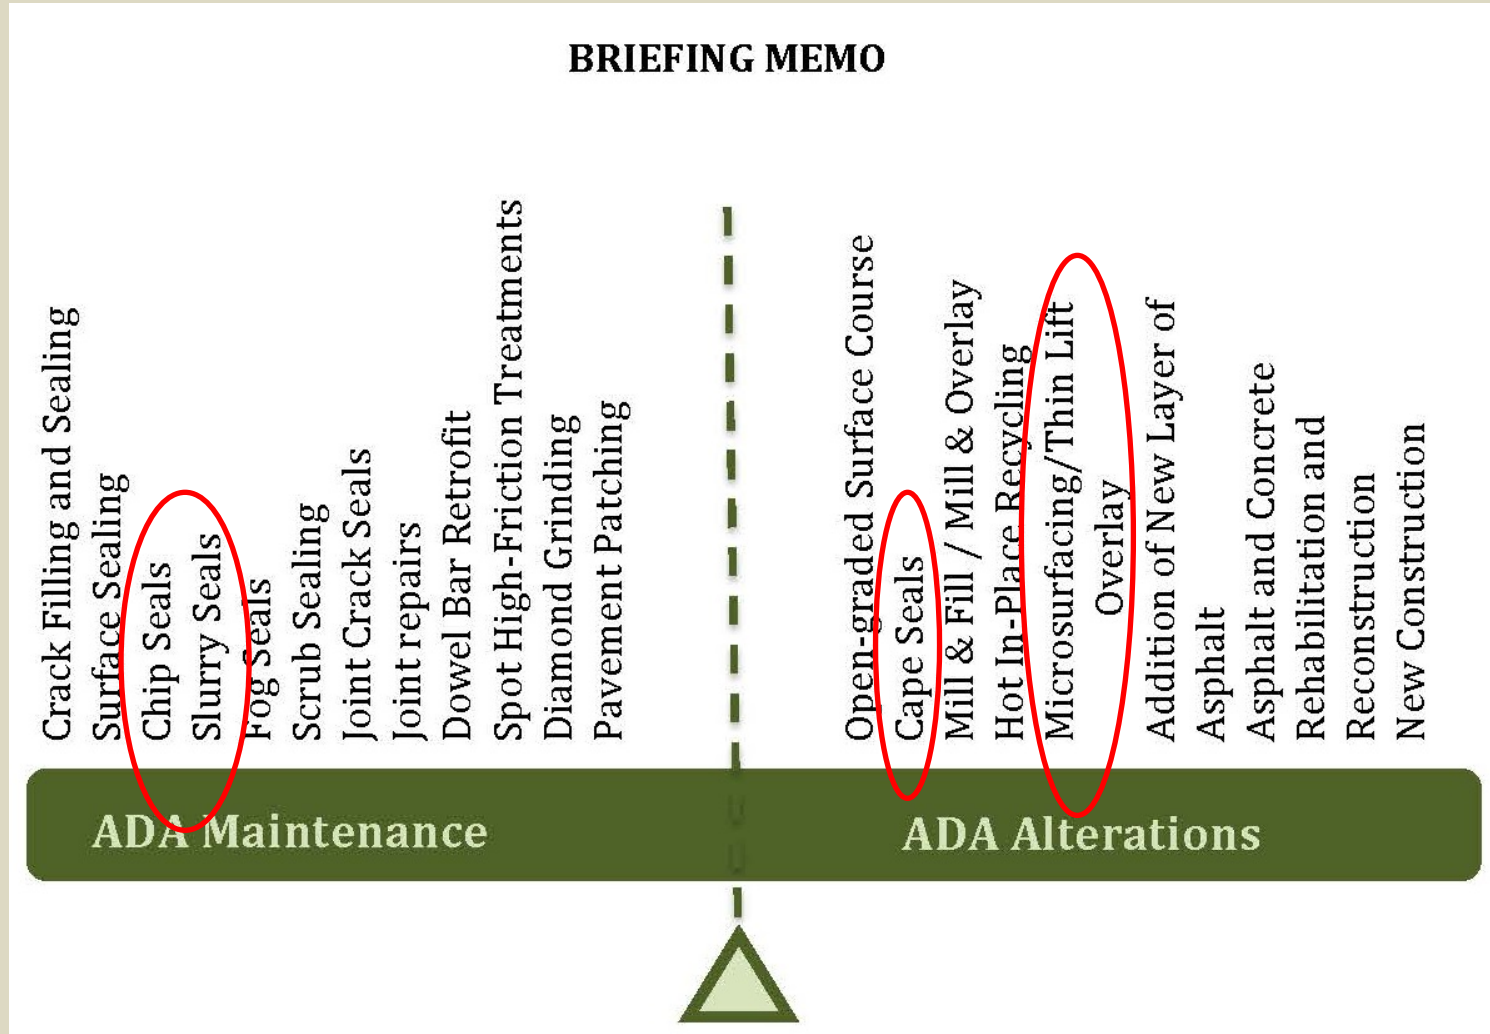 BRIEFING MEMO
Crack Filling and Sealing
Surface Sealing
Chip Seals
Slurry Seals
Fog Seals
Scrub Sealing
Joint Crack Seals
Joint repairs
Dowel Bar Retrofit
Spot High-Friction Treatments
Diamond Grinding
Pavement Patching
Open-graded Surface Course
Cape Seals
Mill & Fill / Mill & Overlay
Hot In-Place Recycling
Microsurfacing/Thin Lift
Overlay
Addition of New Layer of
Asphalt
Asphalt and Concrete
Rehabilitation and
Reconstruction
New Construction
ADA Maintenance
ADA Alterations